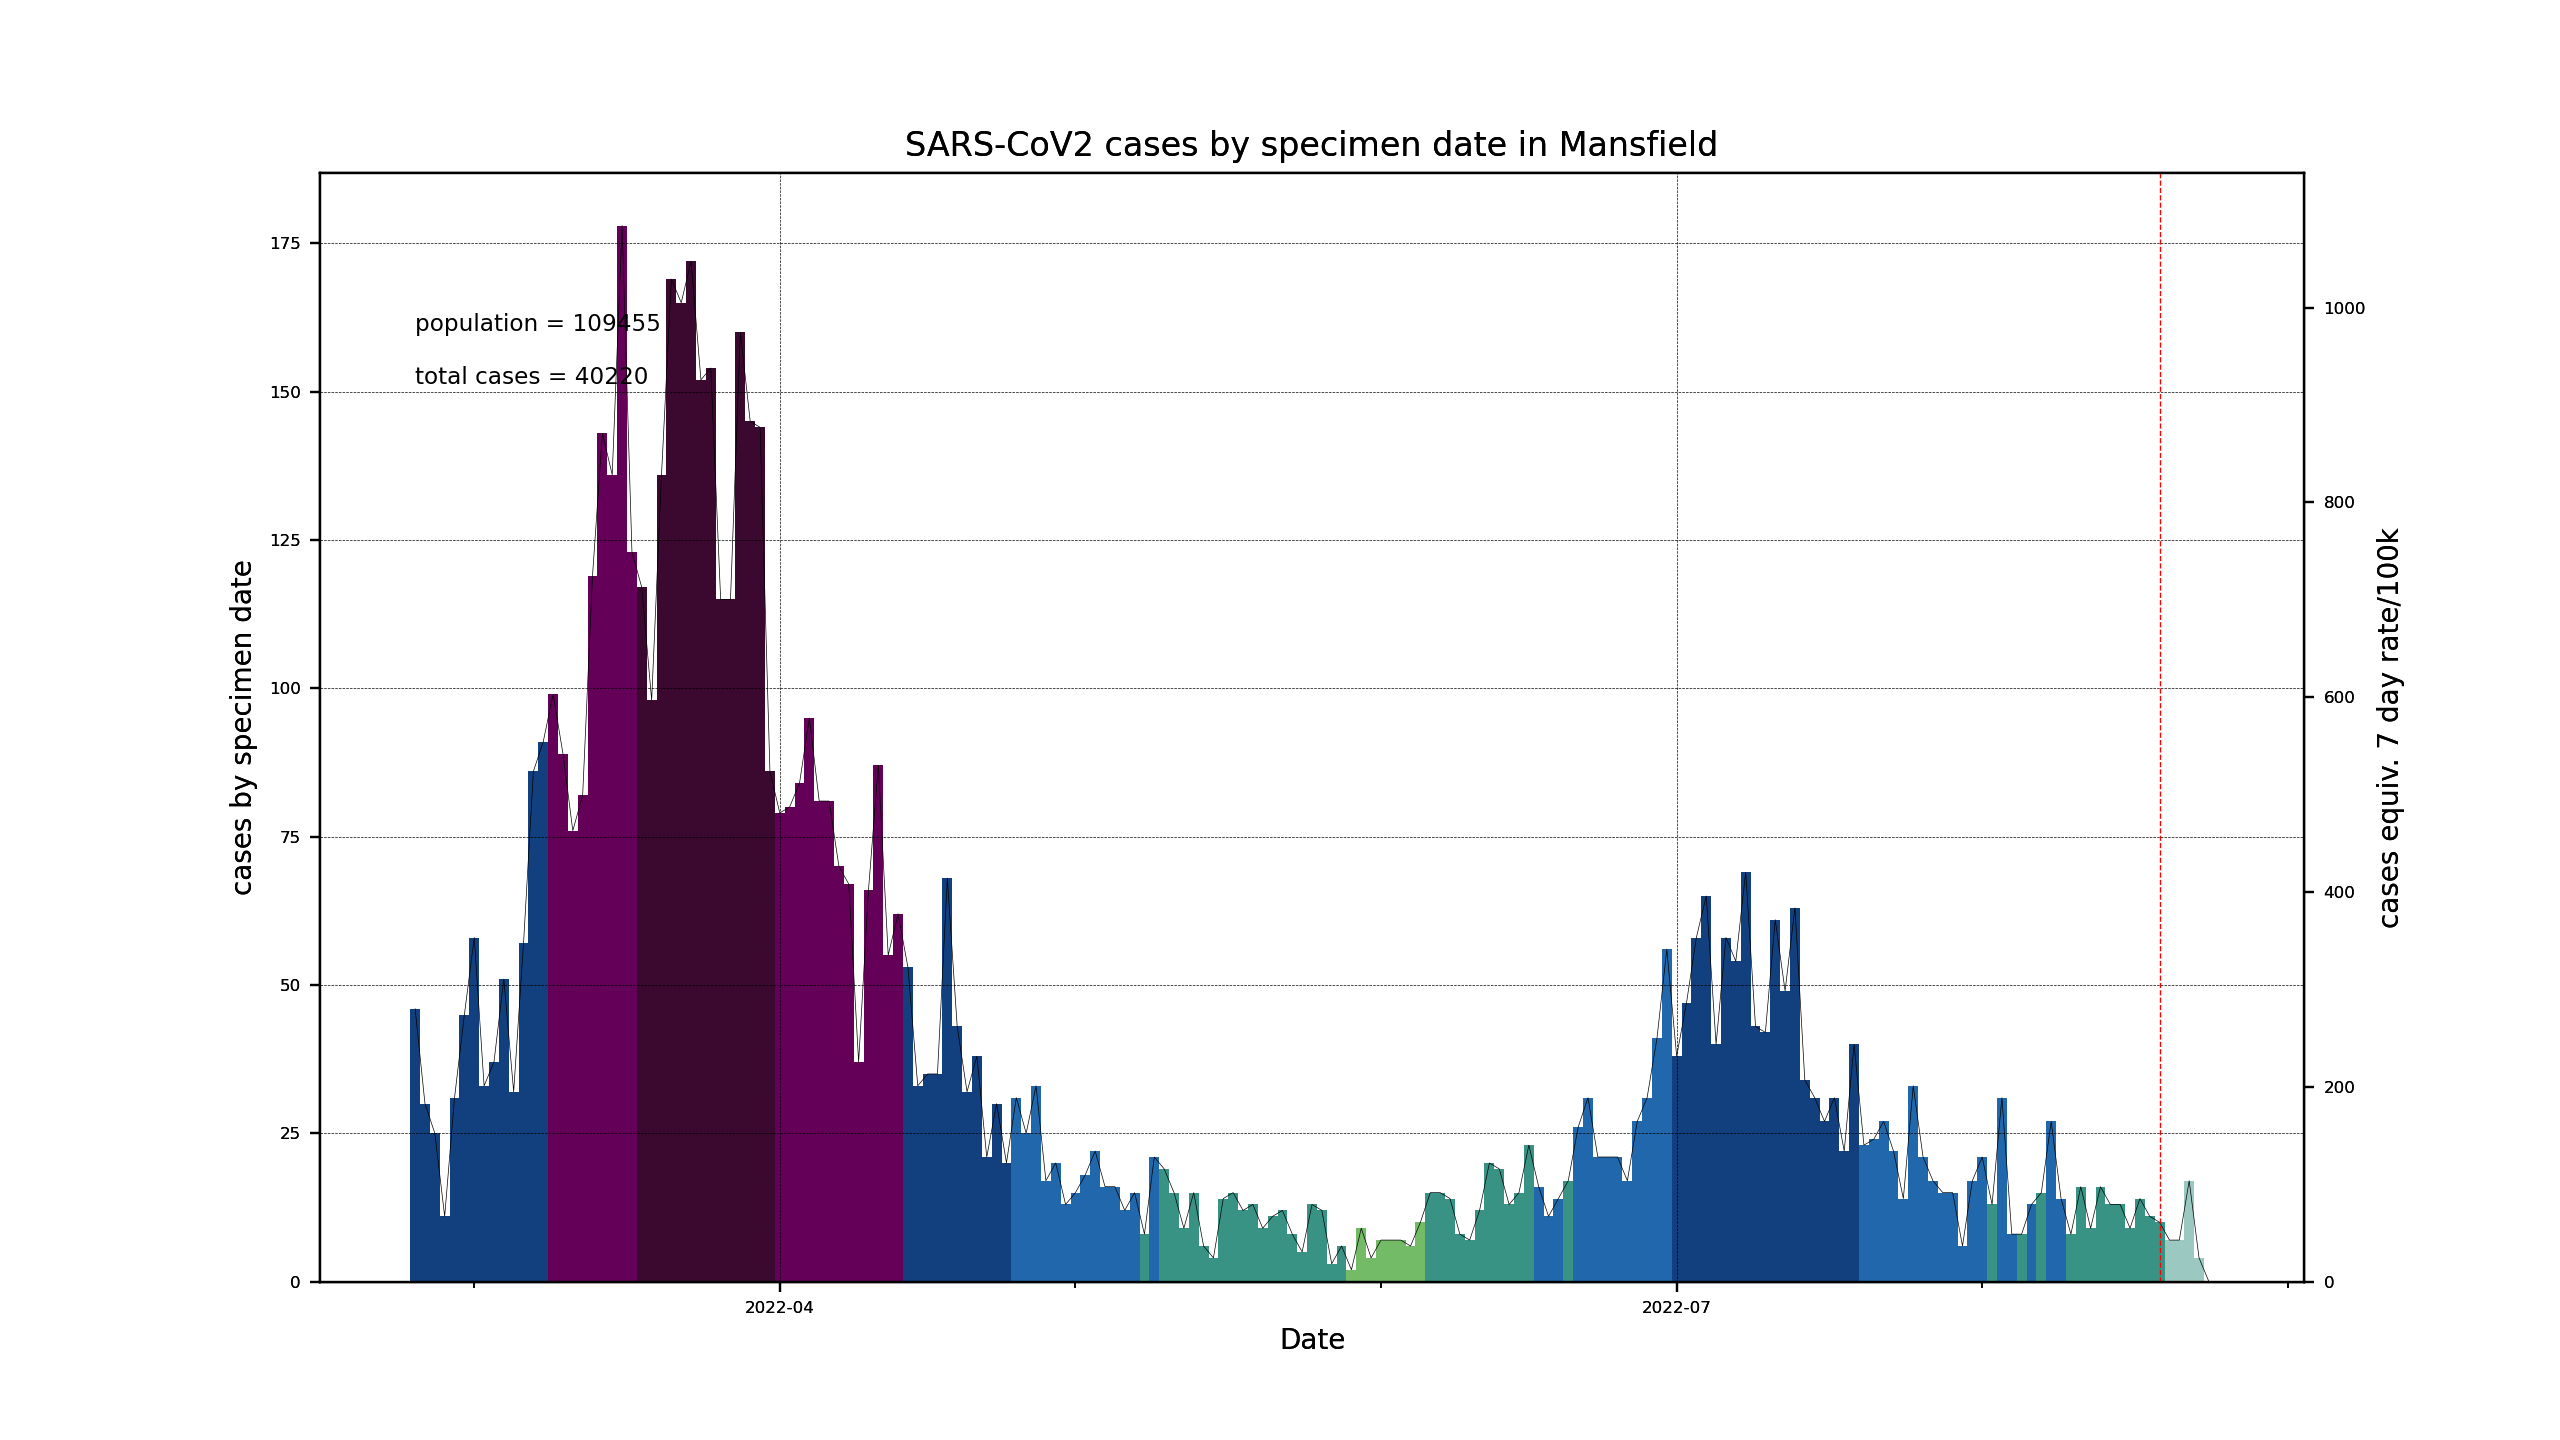 SARS-CoV2 cases by specimen date in Mansfield
population = 109455
total cases = 40220
cases by specimen date
175
150
125
100
75
50
25
0
1000
800
600
400
200
0
cases equiv. 7 day rate/100k
2022-04
2022-07
Date